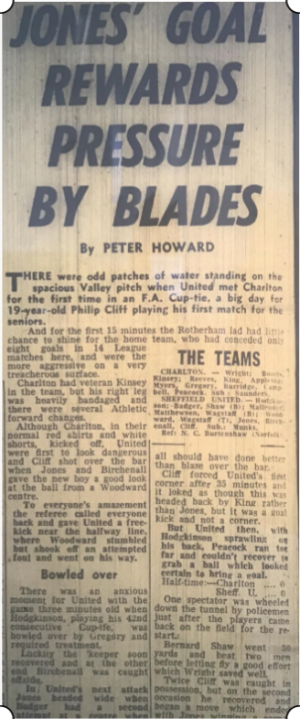 JONES' GOAL
REWARDS
PRESSURE
BY BLADES
By PETER HOWARD
THERE were odd patches of water standing on the
spacious Valley pitch when United met Charlton
for the first time in an F.A. Cup-tie, a big day for
19-year-old Philip Cliff playing his first match for the
seniors.
And for the first 15 minutes the Rotherham lad had little
chance to shine for the home team, who had conceded only
eight goals in 14 League
matches here, and were the
more aggressive on a very
treacherous surface.
Charlton had veteran Kinsey
in the team, but his right leg
was heavily bandaged and
there were several Athletic
forward changes.
Although Charlton, in their
normal red shirts and white
shorts, kicked off, United
were first to look dangerous
and Cliff shot over the bar
when Jones and Birchenall
gave the new boy a good look
at the ball from a Woodward
centre.
To everyone's amazement
the referee called everyone
back and gave United a free-
kick near the halfway line,
where Woodward stumbled
but shook off an attempted
foul and went on his way.
Bowled over
There was an anxious
moment for United with the
game three minutes old when
Hodgkinson, playing his 42nd
consecutive Cup-tie, was
bowled over by Gregory and
required treatment.
Luckily the keeper soon
recovered and at the other
end Birchenall was caught
offside.
In United's next attack
Jones headed wide when
Badger had a second
THE TEAMS
CHARLTON. — Wright;
Kinsey; Reeves, King,
Myers, Gregory,
Peacock. Sub: Saunders.
SHEFFIELD UNITED. —
Badger, Shaw (B);
Matthewson, Wagstaff (B);
Wagstaff (T), Jones,
Cliff. Sub.: Munks.
Ref: N. C. Burtenshaw
all should have done better
than blaze over the bar.
Cliff forced United's first
corner after 35 minutes and
it looked as though this was
headed back by King rather
than Jones, but it was a goal
kick and not a corner.
But United then, with
Hodgkinson sprawling on
his back, Peacock ran too
far and couldn't recover to
grab a ball which looked
certain to bring a goal.
Half-time:—Charlton 0
Sheff. U. 0
One spectator was wheeled
down the tunnel by policemen
just after the players came
back on the field for the re-
start.
Bernard Shaw went 30
yards and beat two men
before letting fly a good effort
which Wright saved well.
Twice Cliff was caught in
possession, but on the second
occasion he recovered and
began a move which ended